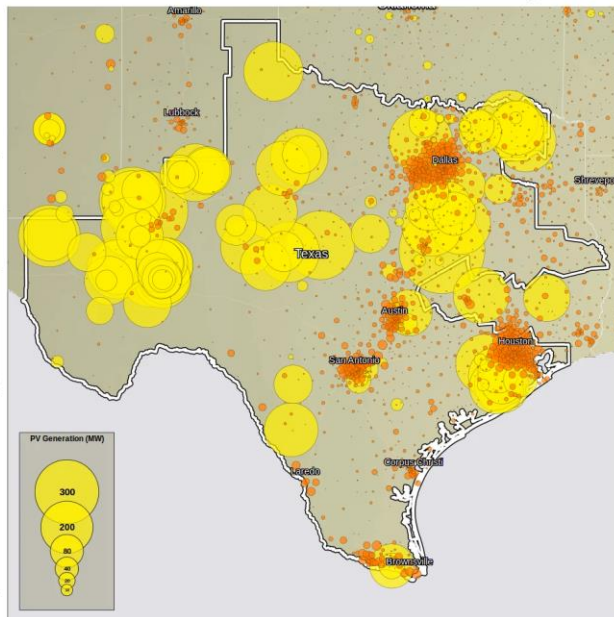 Amarillo
Lubbock
Dallas
Texas
Austin
Houston
San Antonio
Corpus Christi
Laredo
Brownsville
PV Generation (MW)
300
200
80
40